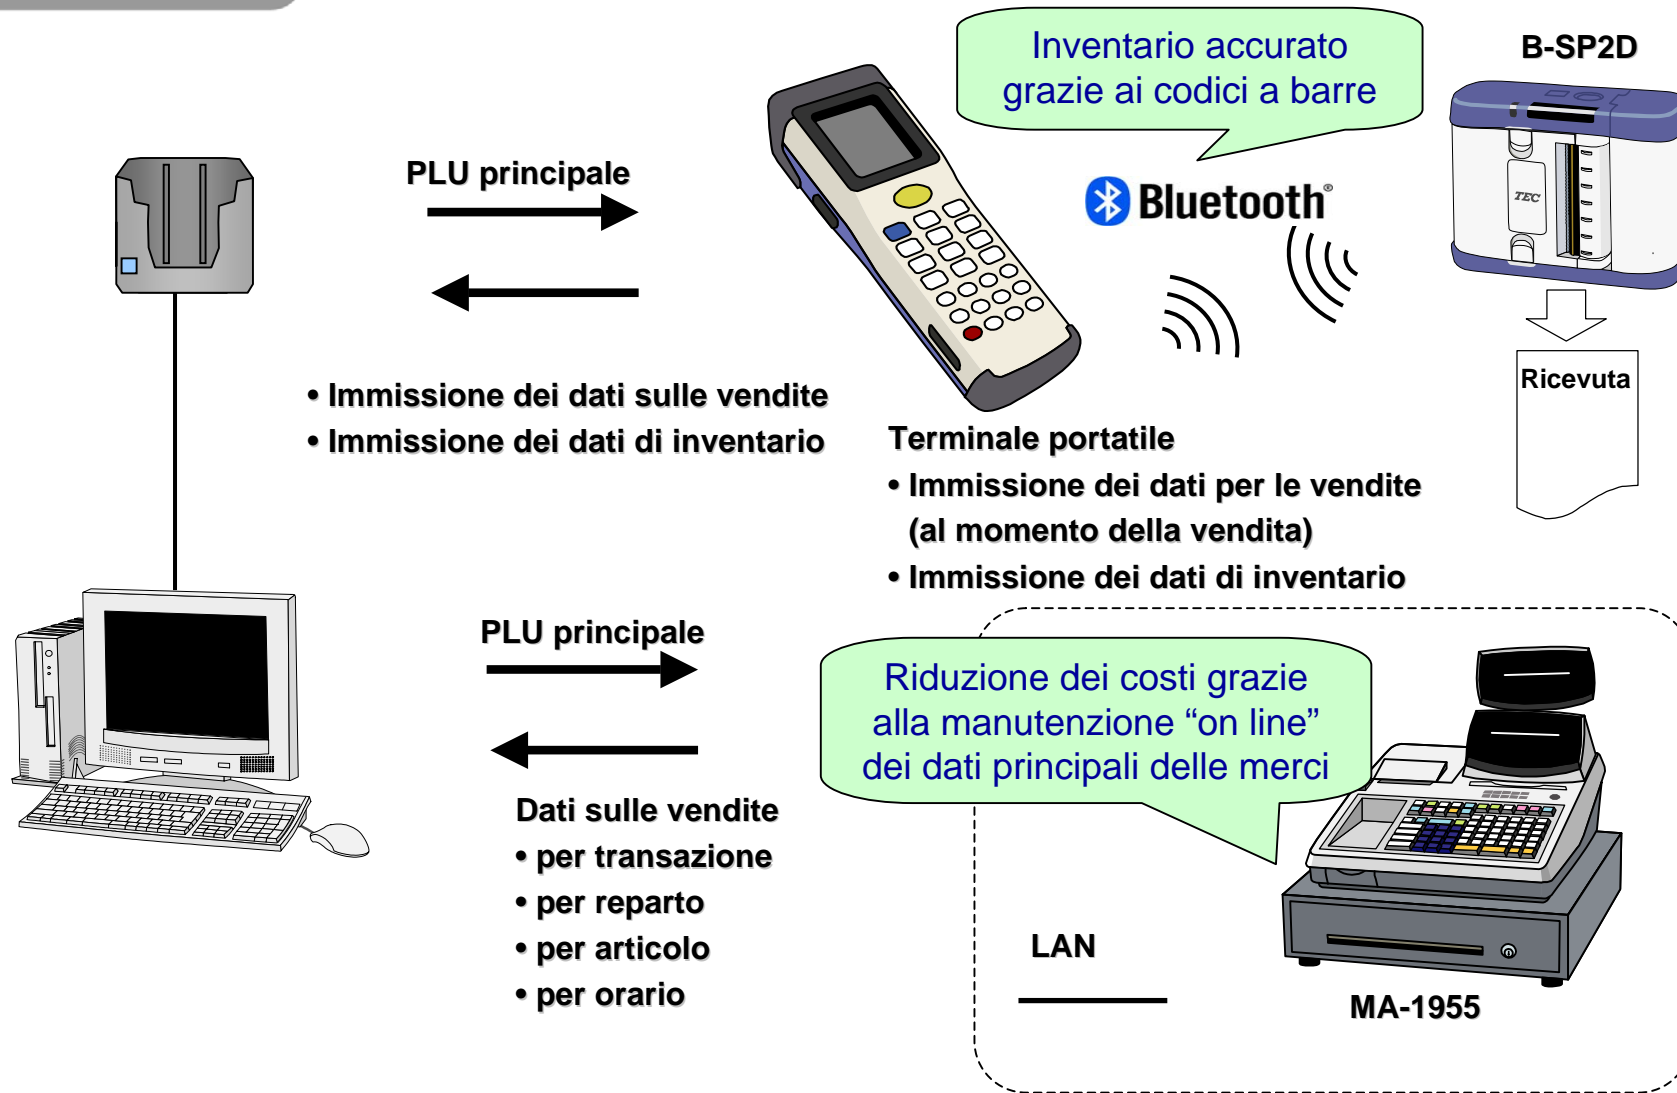 Inventario accurato
grazie ai codici a barre
B-SP2D
PLU principale
Bluetooth®
TEC
Ricevuta
• Immissione dei dati sulle vendite
• Immissione dei dati di inventario
Terminale portatile
• Immissione dei dati per le vendite
(al momento della vendita)
• Immissione dei dati di inventario
PLU principale
Riduzione dei costi grazie
alla manutenzione “on line”
dei dati principali delle merci
Dati sulle vendite
• per transazione
• per reparto
• per articolo
• per orario
LAN
MA-1955